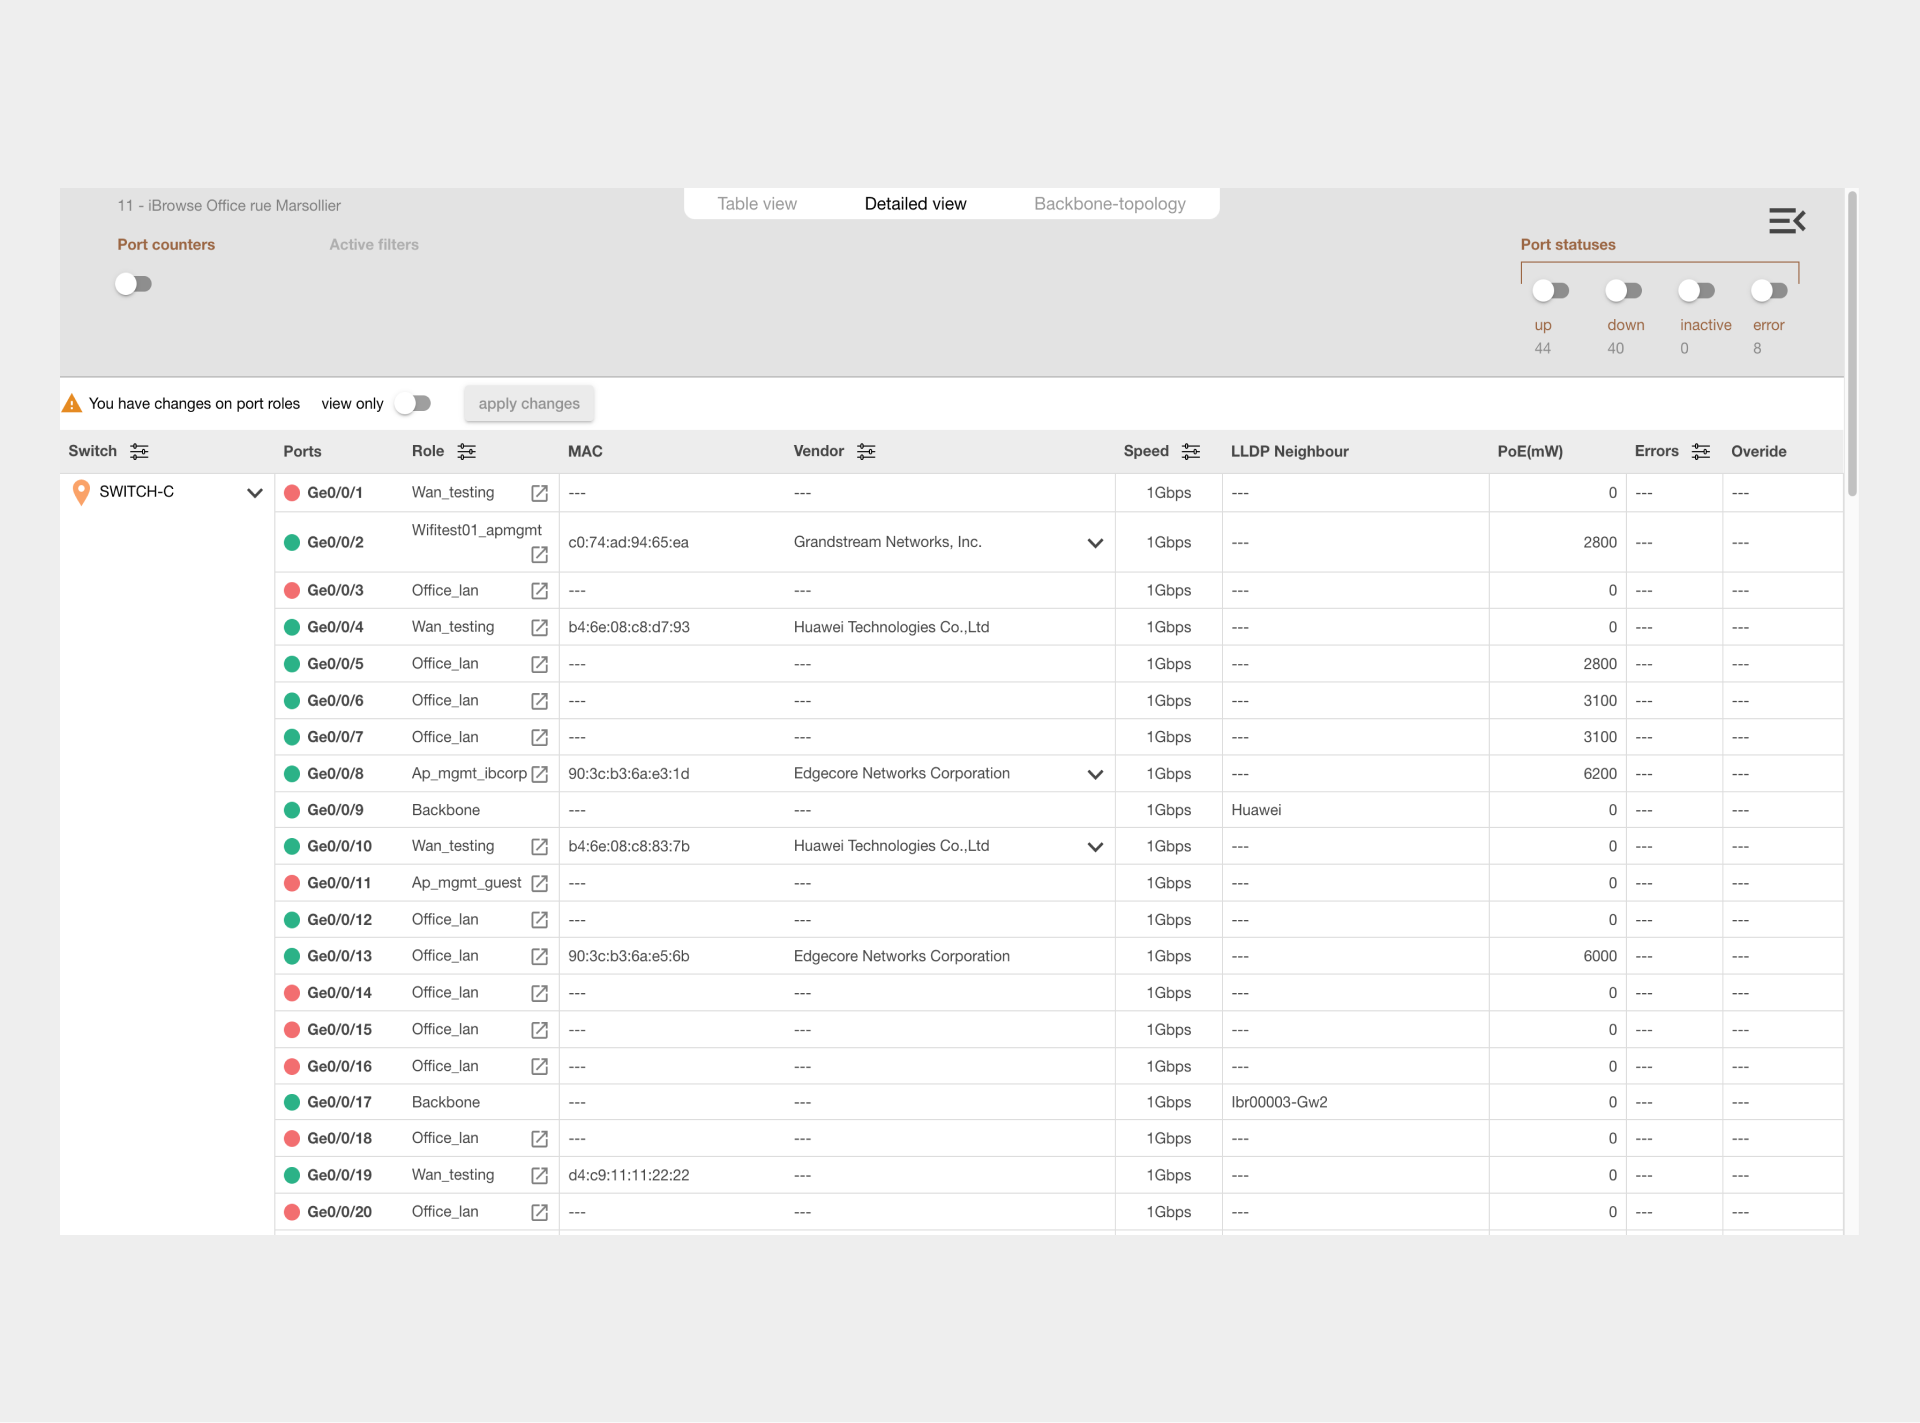 11 - iBrowse Office rue Marsollier
Table view Detailed view Backbone-topology
Port counters Active filters Port statuses
up down inactive error
44 40 0 8
You have changes on port roles view only apply changes
Switch Ports Role MAC Vendor Speed LLDP Neighbour PoE(mW) Errors Overide
SWITCH-C Ge0/0/1 Wan_testing --- --- 1Gbps --- 0 --- ---
Ge0/0/2 Wifitest01_apmgmt c0:74:ad:94:65:ea Grandstream Networks, Inc. 1Gbps --- 2800 --- ---
Ge0/0/3 Office_lan --- --- 1Gbps --- 0 --- ---
Ge0/0/4 Wan_testing b4:6e:08:c8:d7:93 Huawei Technologies Co.,Ltd 1Gbps --- 0 --- ---
Ge0/0/5 Office_lan --- --- 1Gbps --- 2800 --- ---
Ge0/0/6 Office_lan --- --- 1Gbps --- 3100 --- ---
Ge0/0/7 Office_lan --- --- 1Gbps --- 3100 --- ---
Ge0/0/8 Ap_mgmt_ibcorp 90:3c:b3:6a:e3:1d Edgecore Networks Corporation 1Gbps --- 6200 --- ---
Ge0/0/9 Backbone --- --- 1Gbps Huawei 0 --- ---
Ge0/0/10 Wan_testing b4:6e:08:c8:83:7b Huawei Technologies Co.,Ltd 1Gbps --- 0 --- ---
Ge0/0/11 Ap_mgmt_guest --- --- 1Gbps --- 0 --- ---
Ge0/0/12 Office_lan --- --- 1Gbps --- 0 --- ---
Ge0/0/13 Office_lan 90:3c:b3:6a:e5:6b Edgecore Networks Corporation 1Gbps --- 6000 --- ---
Ge0/0/14 Office_lan --- --- 1Gbps --- 0 --- ---
Ge0/0/15 Office_lan --- --- 1Gbps --- 0 --- ---
Ge0/0/16 Office_lan --- --- 1Gbps --- 0 --- ---
Ge0/0/17 Backbone --- --- 1Gbps Ibr00003-Gw2 0 --- ---
Ge0/0/18 Office_lan --- --- 1Gbps --- 0 --- ---
Ge0/0/19 Wan_testing d4:c9:11:11:22:22 --- 1Gbps --- 0 --- ---
Ge0/0/20 Office_lan --- --- 1Gbps --- 0 --- ---